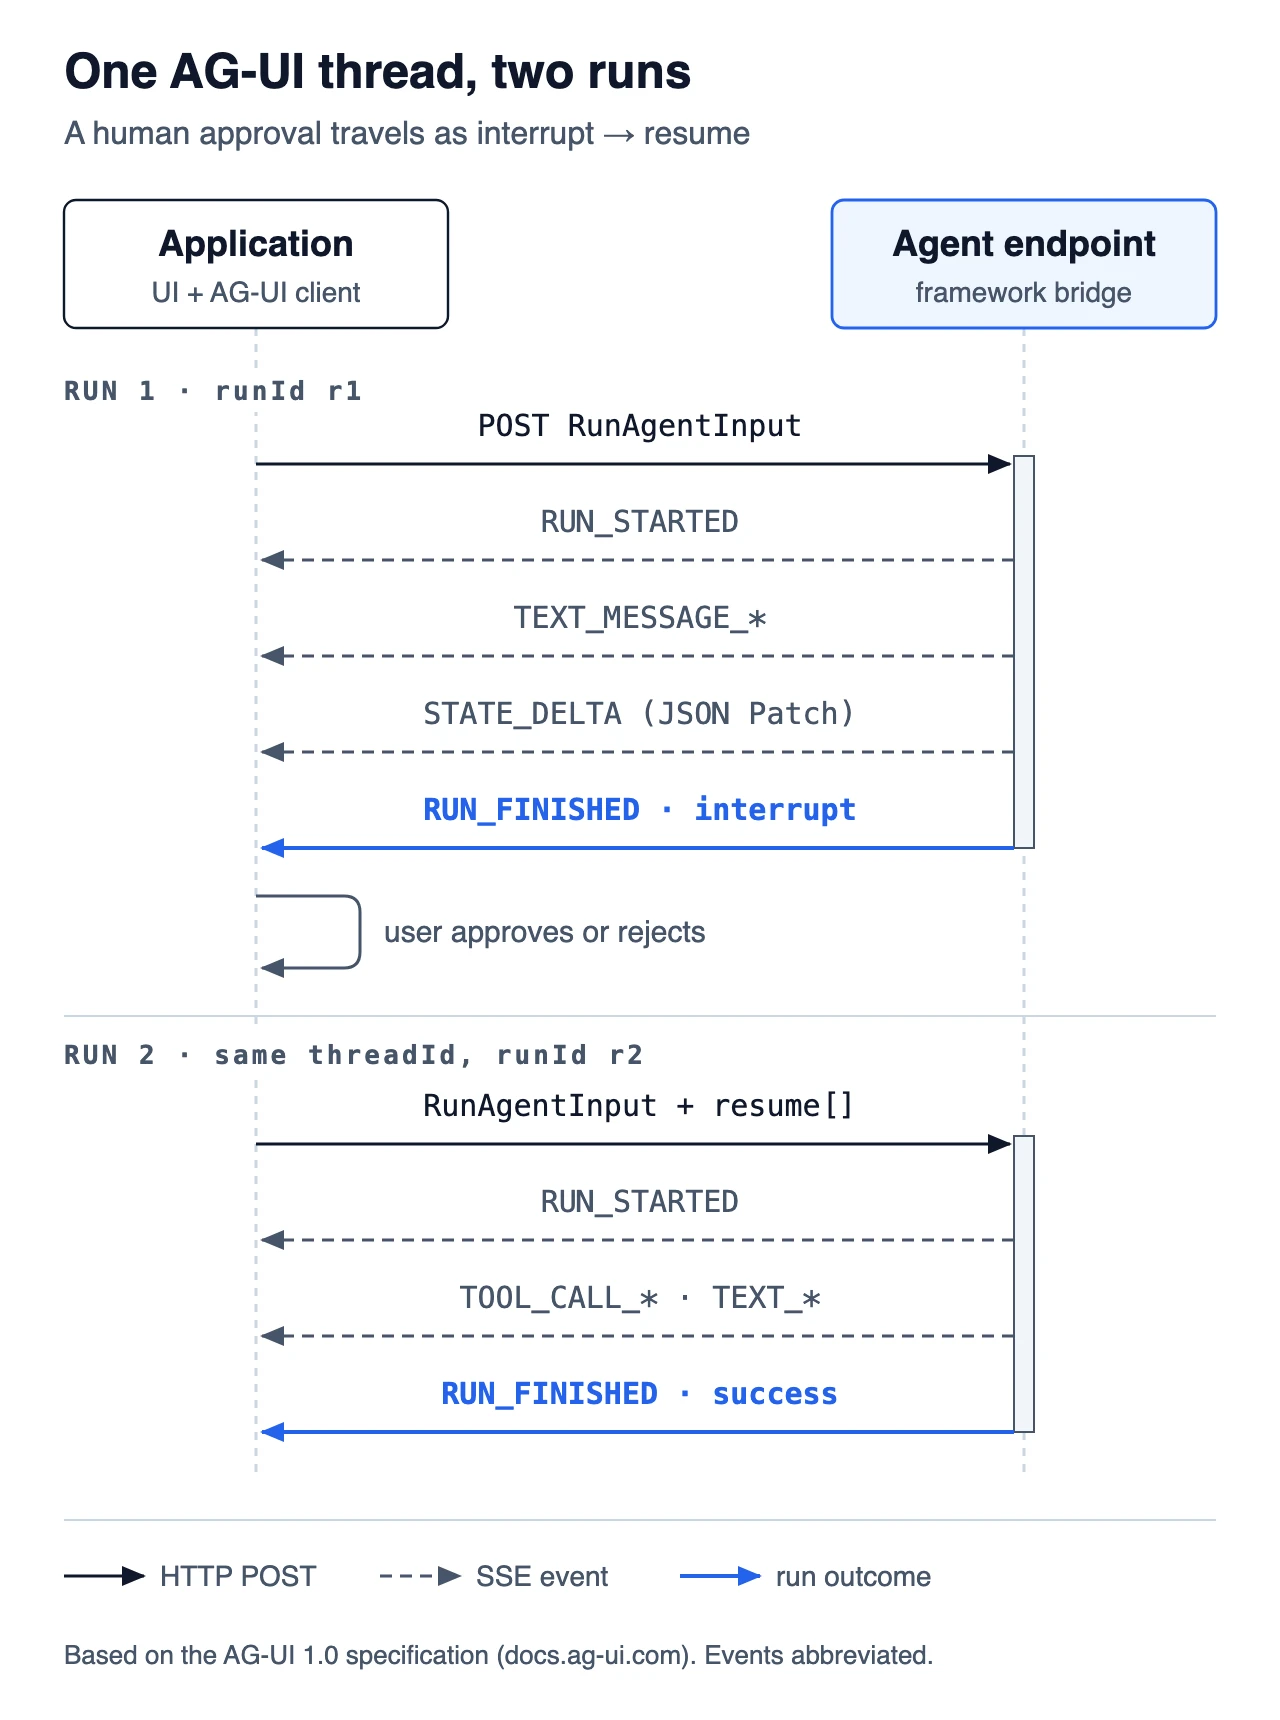 One AG-UI thread, two runs
A human approval travels as interrupt → resume
Application
UI + AG-UI client
Agent endpoint
framework bridge
RUN 1 · runId r1
POST RunAgentInput
RUN_STARTED
TEXT_MESSAGE_*
STATE_DELTA (JSON Patch)
RUN_FINISHED · interrupt
user approves or rejects
RUN 2 · same threadId, runId r2
RunAgentInput + resume[]
RUN_STARTED
TOOL_CALL_* · TEXT_*
RUN_FINISHED · success
HTTP POST
SSE event
run outcome
Based on the AG-UI 1.0 specification (docs.ag-ui.com). Events abbreviated.